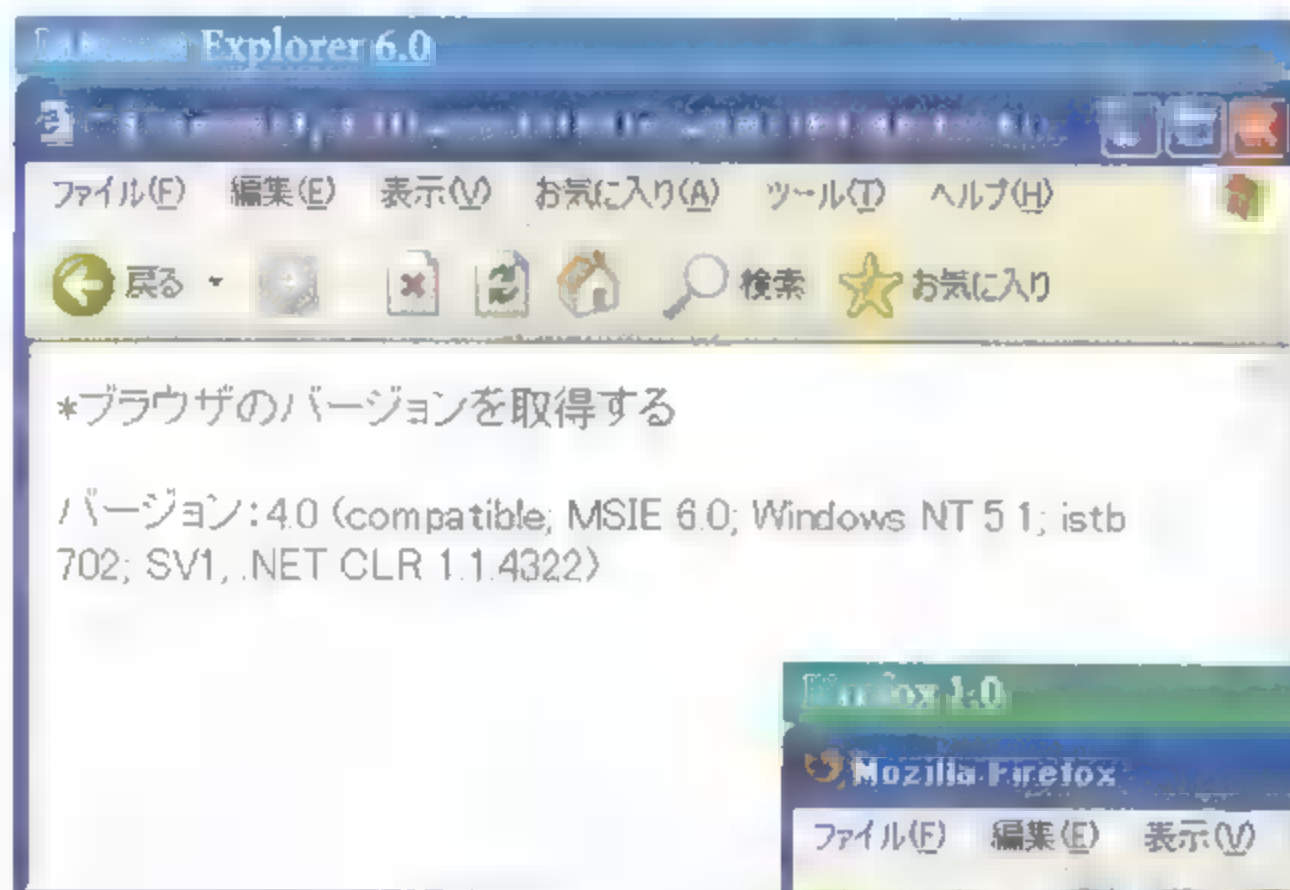 Explorer 6.0
ファイル(F) 編集(E) 表示(V) お気に入り(A) ツール(T) ヘルプ(H)
戻る 検索 お気に入り
*ブラウザのバージョンを取得する
バージョン:4.0 (compatible; MSIE 6.0; Windows NT 5 1; istb
702; SV1, .NET CLR 1.1.4322)
1.0
Mozilla Firefox
ファイル(F) 編集(E) 表示(V)